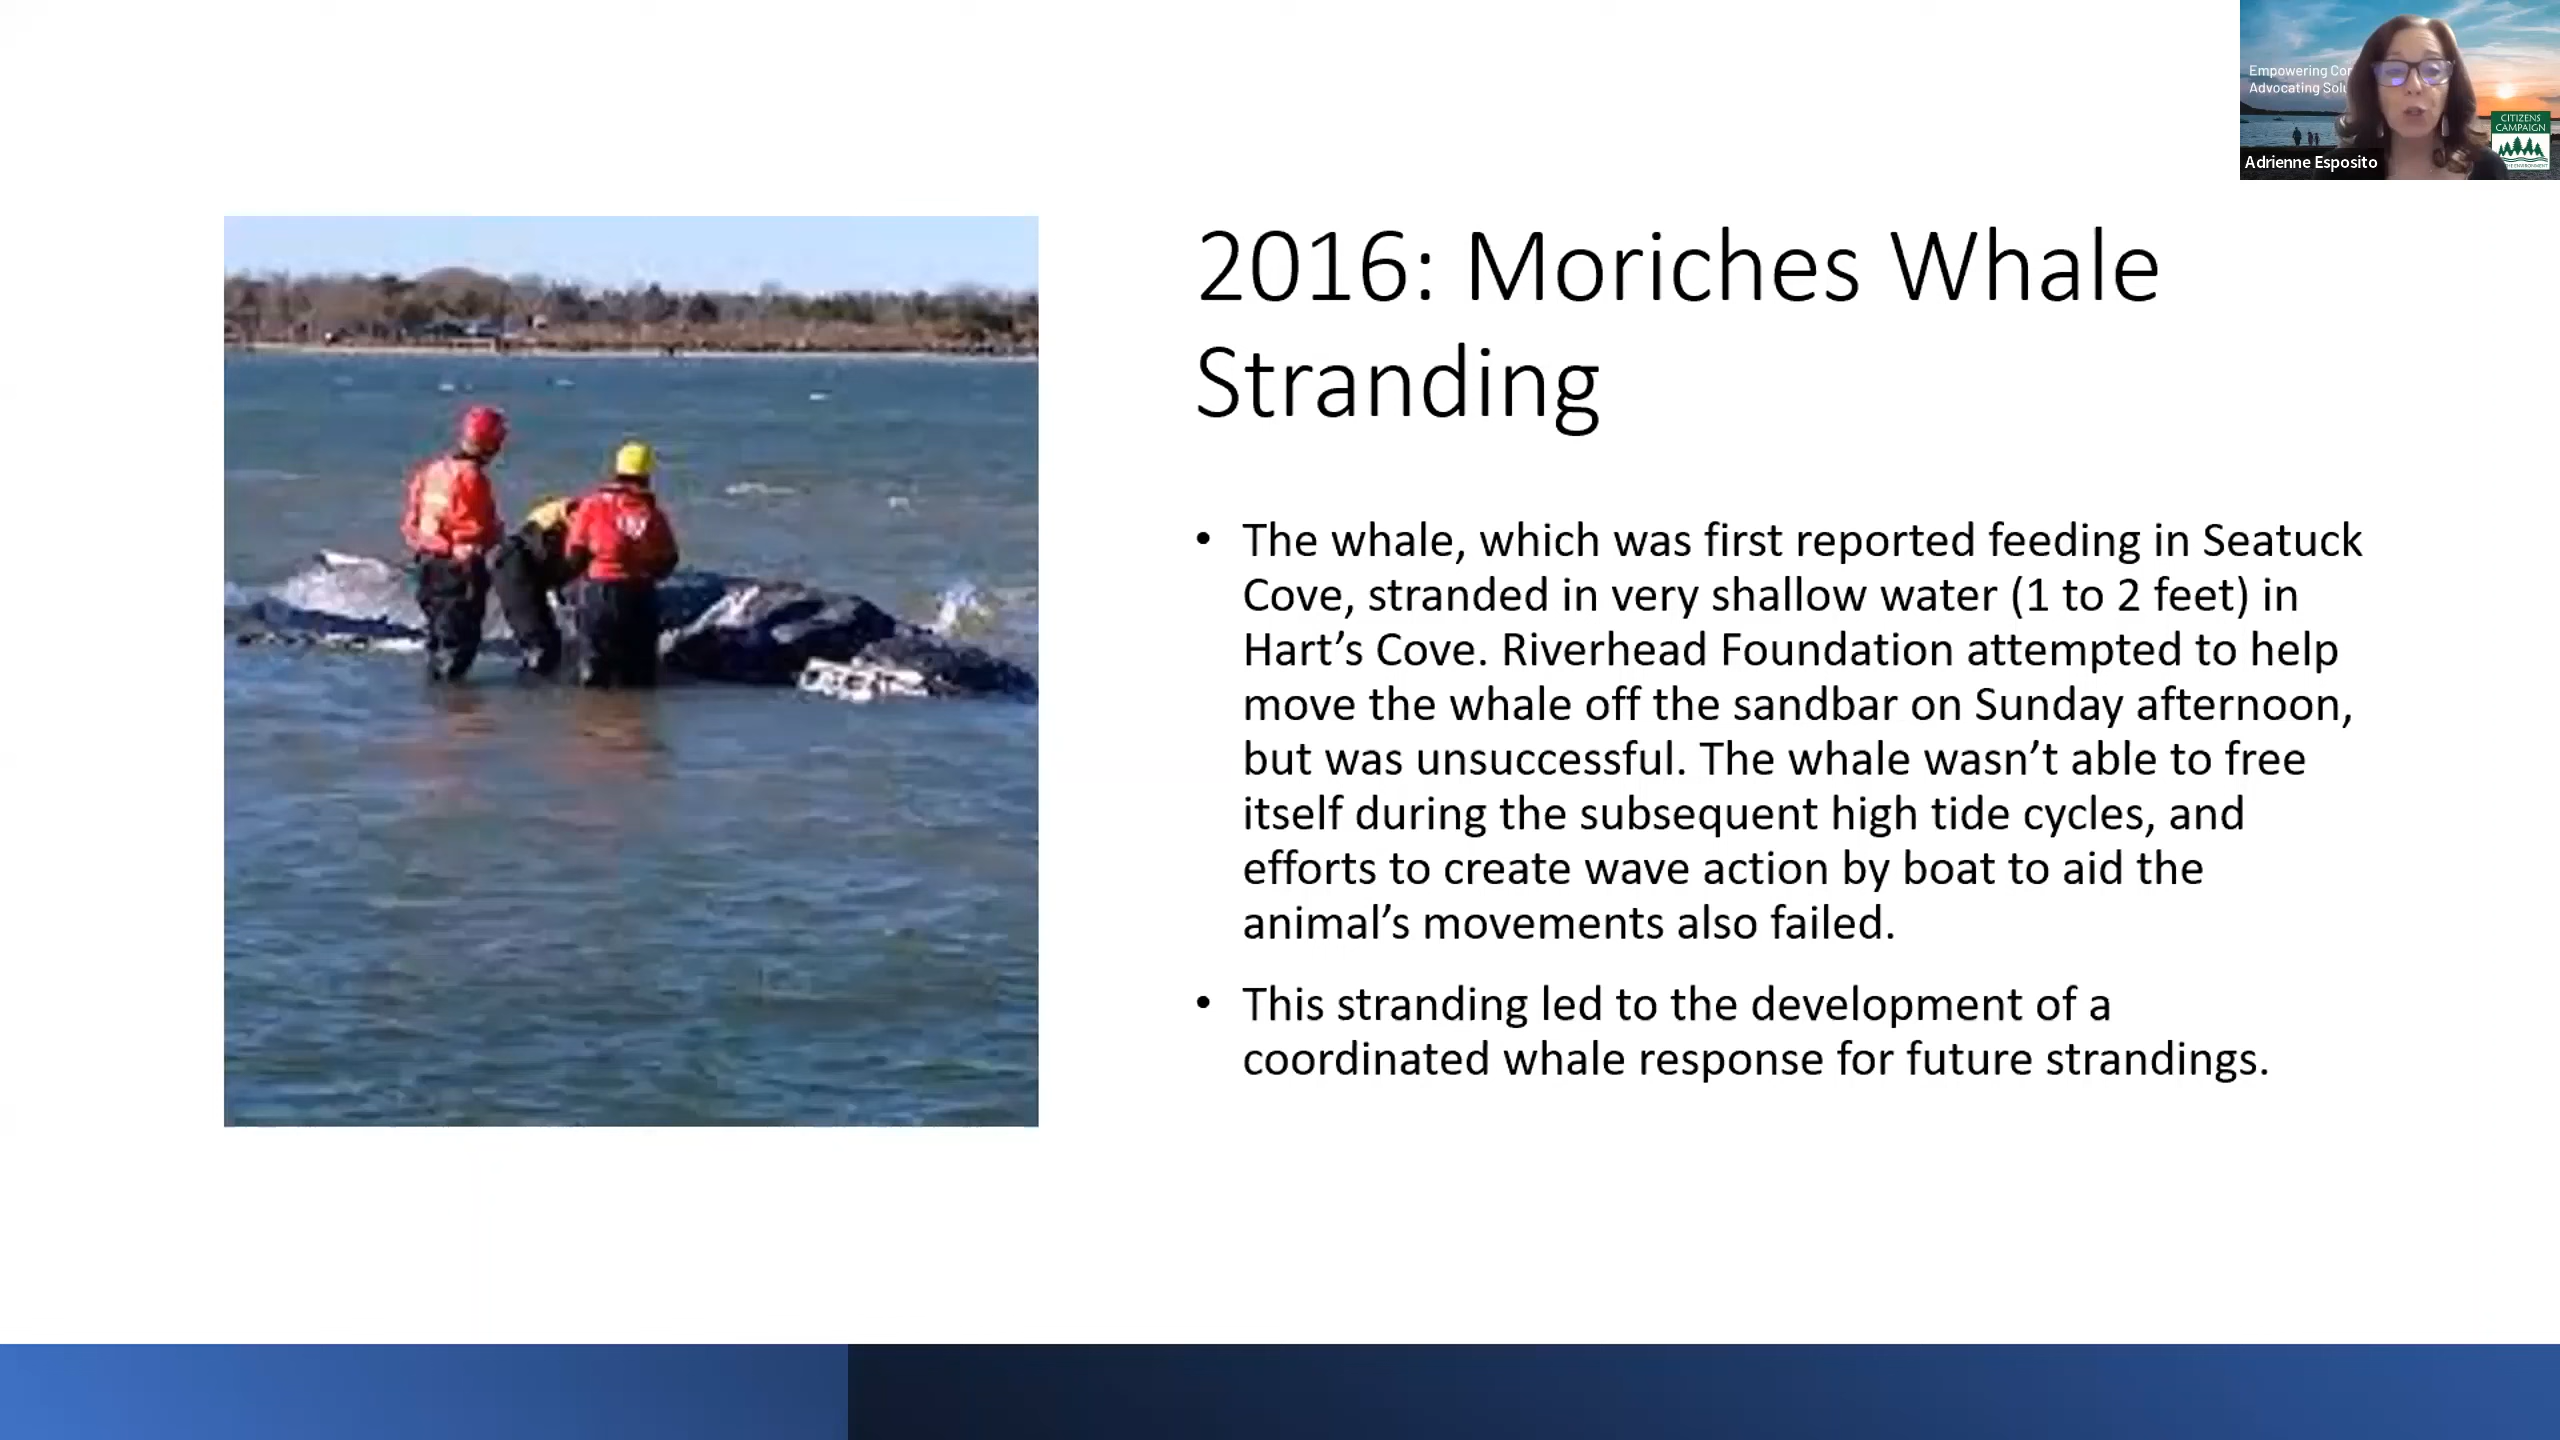 Empowering
Advocating
CITIZENS
CAMPAIGN
Adrienne Esposito
2016: Moriches Whale
Stranding
• The whale, which was first reported feeding in Seatuck
Cove, stranded in very shallow water (1 to 2 feet) in
Hart’s Cove. Riverhead Foundation attempted to help
move the whale off the sandbar on Sunday afternoon,
but was unsuccessful. The whale wasn’t able to free
itself during the subsequent high tide cycles, and
efforts to create wave action by boat to aid the
animal’s movements also failed.
• This stranding led to the development of a
coordinated whale response for future strandings.